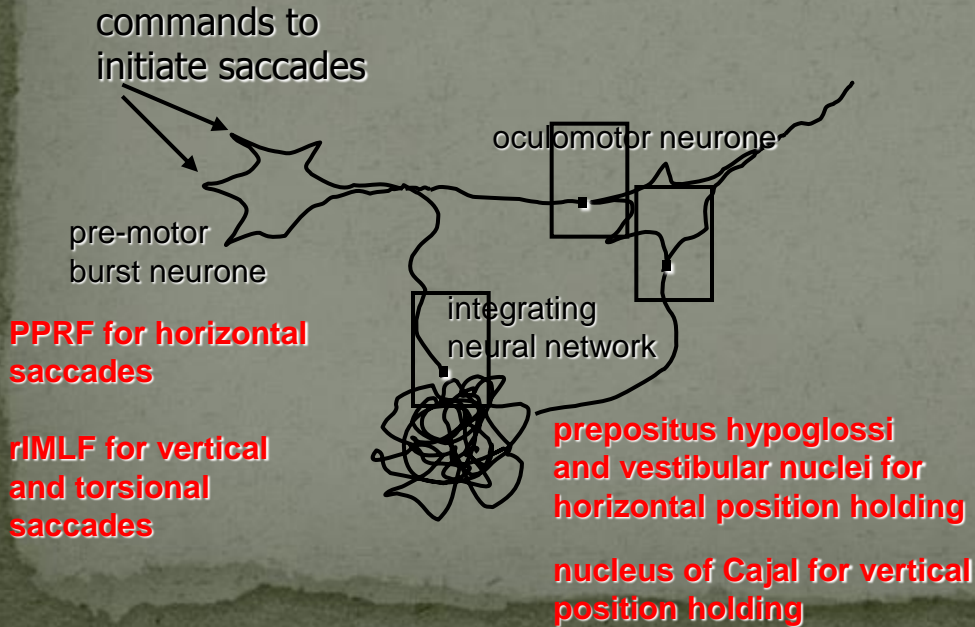 commands to
initiate saccades
oculomotor neurone
pre-motor
burst neurone
integrating
neural network
PPRF for horizontal
saccades
rIMLF for vertical
and torsional
saccades
prepositus hypoglossi
and vestibular nuclei for
horizontal position holding
nucleus of Cajal for vertical
position holding